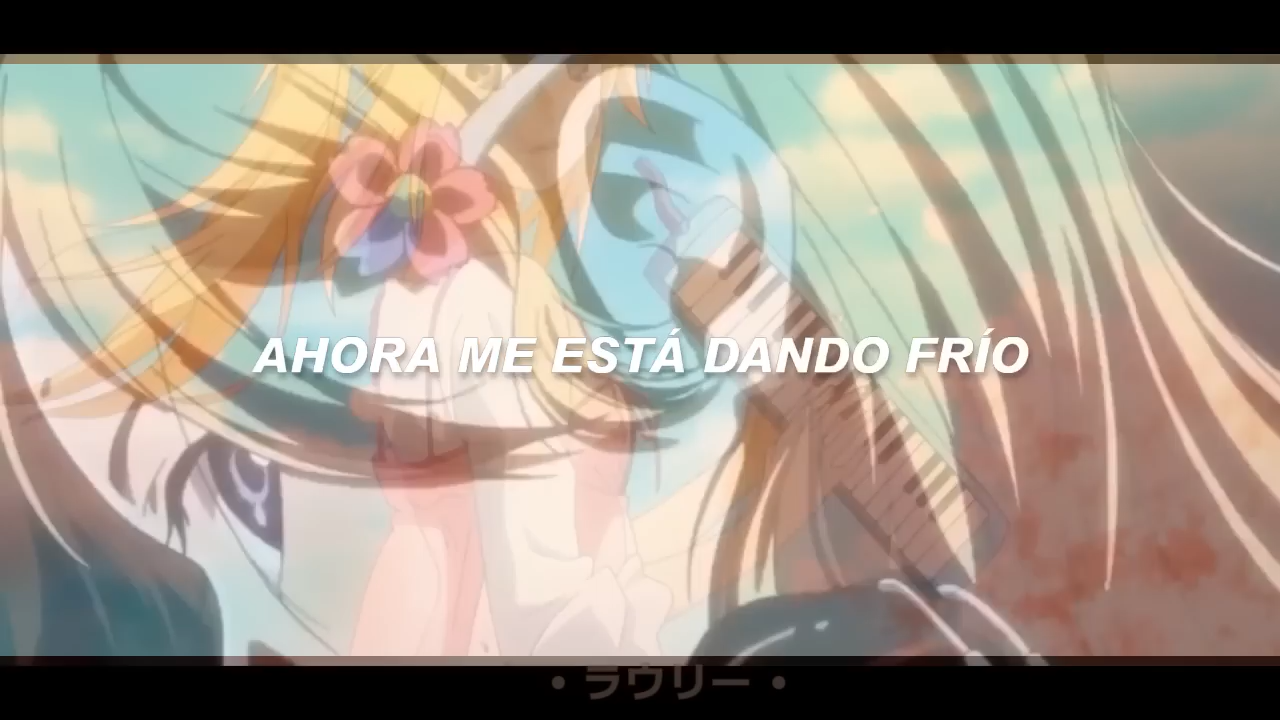 AHORA ME ESTÁ DANDO FRÍO
• ラウリー •